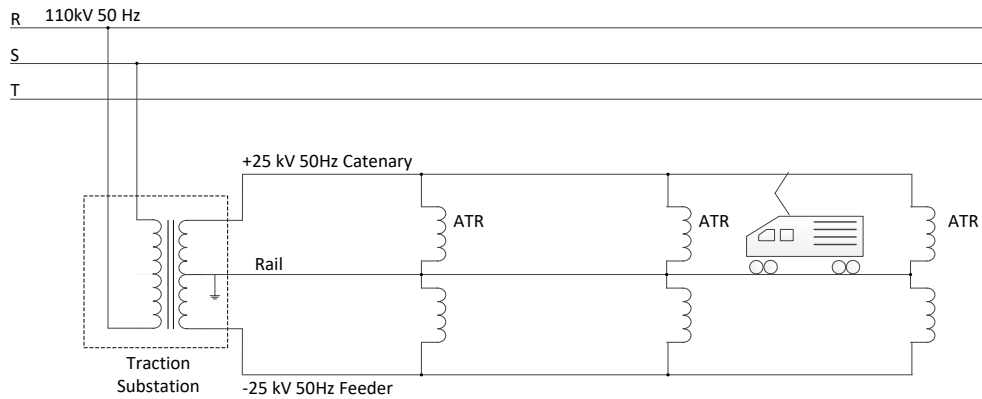 R 110kV 50 Hz
S
T
+25 kV 50Hz Catenary
ATR ATR ATR
Rail
Traction
Substation
-25 kV 50Hz Feeder